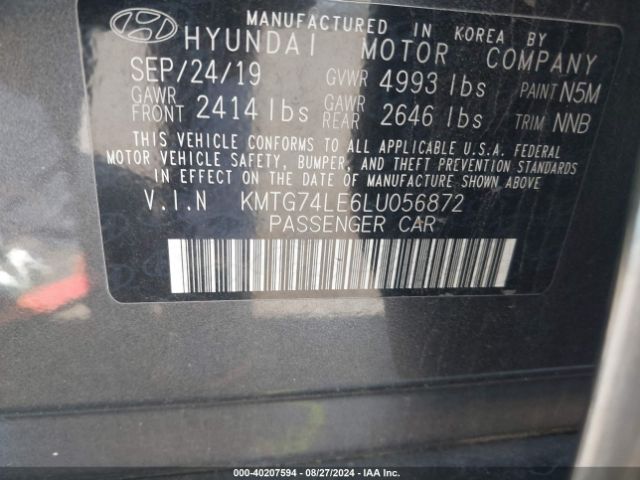 MANUFACTURED IN KOREA BY
HYUNDAI MOTOR COMPANY
SEP/24/19 GVWR 4993 lbs PAINT N5M
GAWR FRONT 2414 lbs GAWR REAR 2646 lbs TRIM NNB
THIS VEHICLE CONFORMS TO ALL APPLICABLE U.S.A. FEDERAL
MOTOR VEHICLE SAFETY, BUMPER, AND THEFT PREVENTION STANDARDS
IN EFFECT ON THE DATE OF MANUFACTURE SHOWN ABOVE
V.I.N KMTG74LE6LU056872
PASSENGER CAR
000-40207594 - 08/27/2024 - IAA Inc.